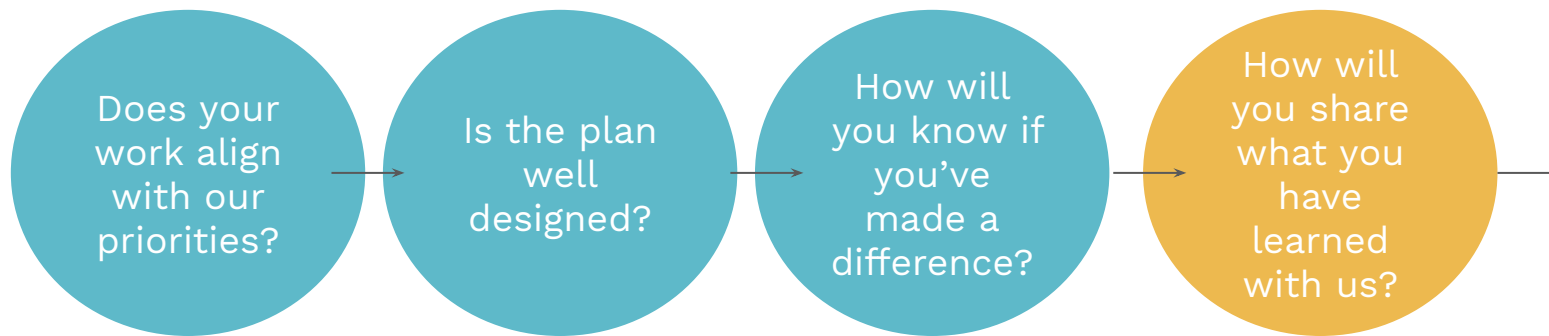 Does your
work align
with our
priorities?
Is the plan
well
designed?
How will
you know if
you’ve
made a
difference?
How will
you share
what you
have
learned
with us?